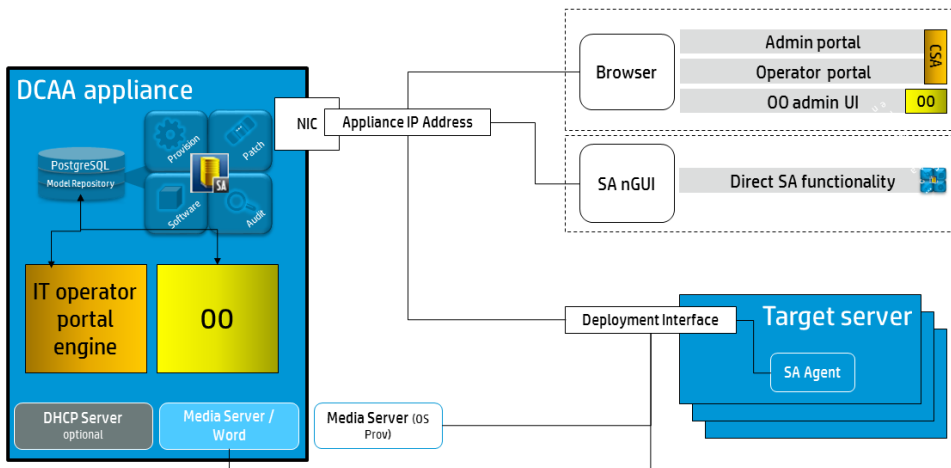 DCAA appliance
PostgreSQL
Model Repository
Provision
Patch
SA
Software
Audit
IT operator
portal
engine
OO
DHCP Server
optional
Media Server /
Word
Media Server (OS
Prov)
NIC
Appliance IP Address
Browser
Admin portal
Operator portal
CSA
OO admin UI
OO
SA nGUI
Direct SA functionality
Deployment Interface
Target server
SA Agent